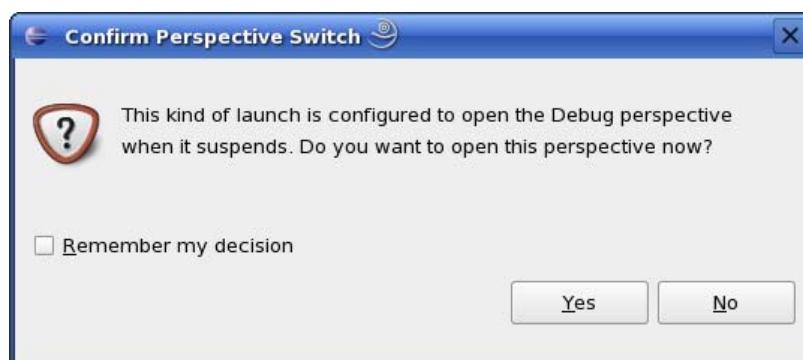 Confirm Perspective Switch
This kind of launch is configured to open the Debug perspective
when it suspends. Do you want to open this perspective now?
Remember my decision
Yes No